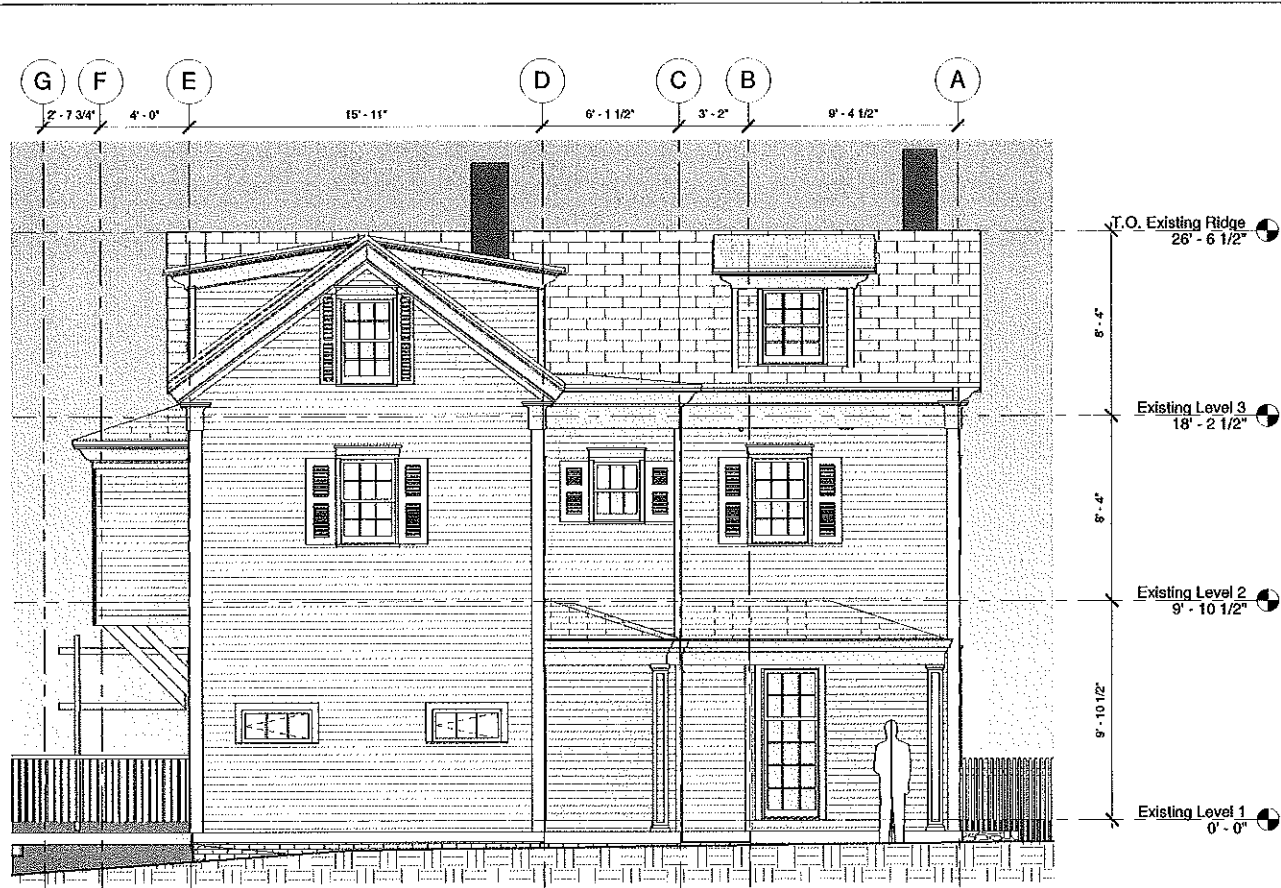 G F E D C B A
2' - 7 3/4" 4' - 0" 15' - 11" 6' - 1 1/2" 3' - 2" 9' - 4 1/2"
T.O. Existing Ridge
26' - 6 1/2"
8' - 4"
Existing Level 3
18' - 2 1/2"
8' - 4"
Existing Level 2
9' - 10 1/2"
9' - 10 1/2"
Existing Level 1
0' - 0"